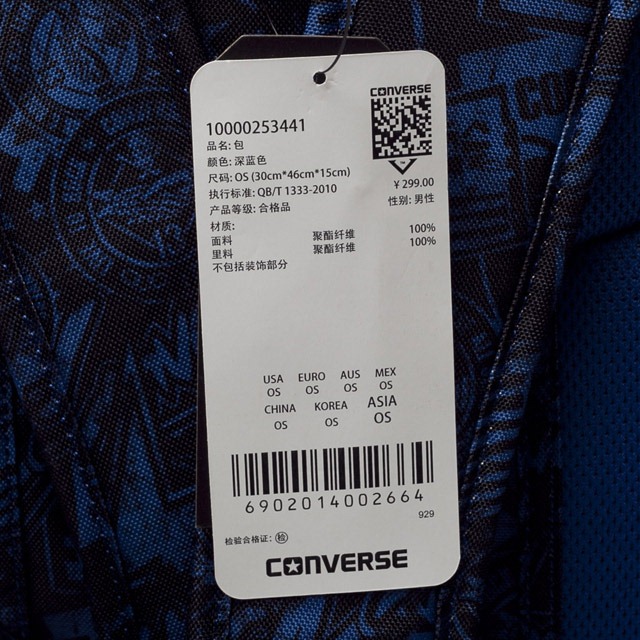 CONVERSE
10000253441
品名: 包
颜色: 深蓝色
尺码: OS (30cm*46cm*15cm)
执行标准: QB/T 1333-2010
¥ 299.00
产品等级: 合格品
性别: 男性
材质:
面料 聚酯纤维 100%
里料 聚酯纤维 100%
不包括装饰部分
USA EURO AUS MEX
OS OS OS OS
CHINA KOREA ASIA
OS OS OS
6902014002664
929
检验合格证: 检
CONVERSE